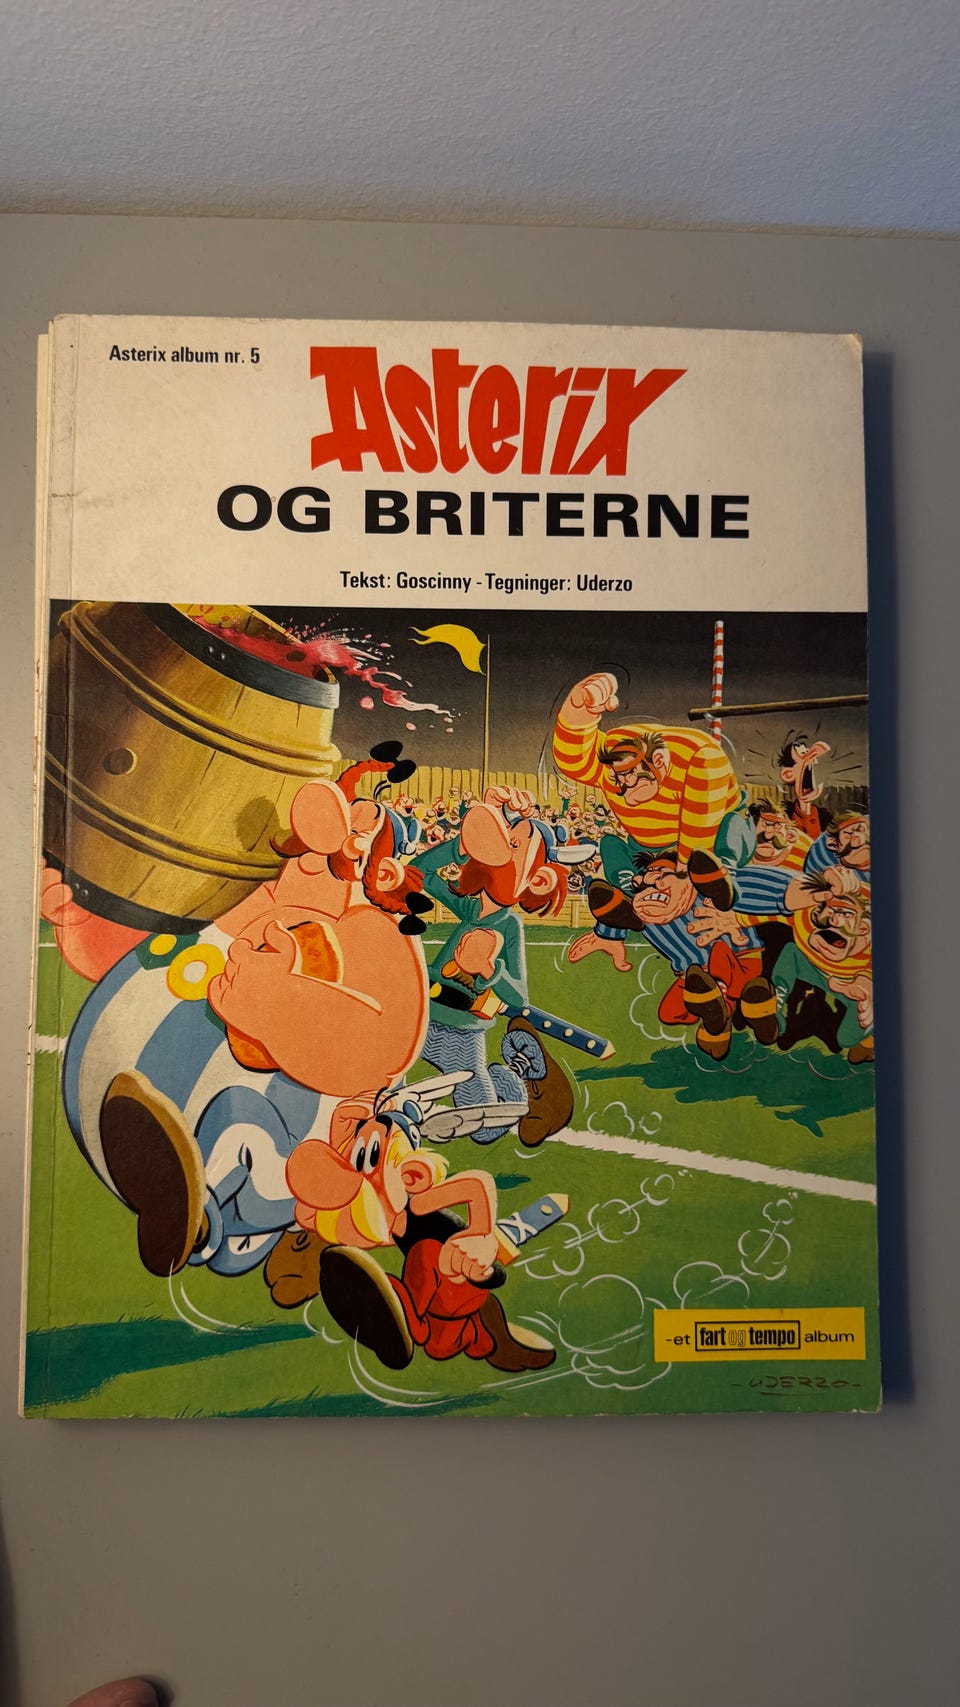 Asterix album nr. 5
Asterix
OG BRITERNE
Tekst: Goscinny - Tegninger: Uderzo
-et fart og tempo album
-UDERZO-